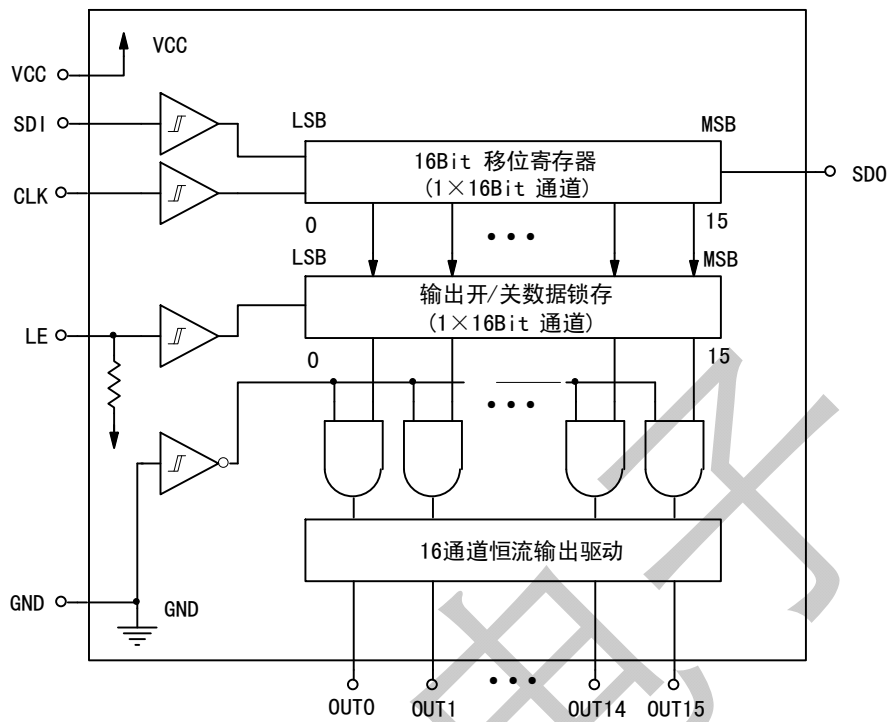 VCC
VCC
SDI
LSB
MSB
16Bit 移位寄存器
(1×16Bit 通道)
SDO
CLK
0
15
•••
LSB
MSB
输出开/关数据锁存
(1×16Bit 通道)
LE
0
15
•••
16通道恒流输出驱动
GND
GND
•••
OUT0
OUT1
OUT14
OUT15
电子